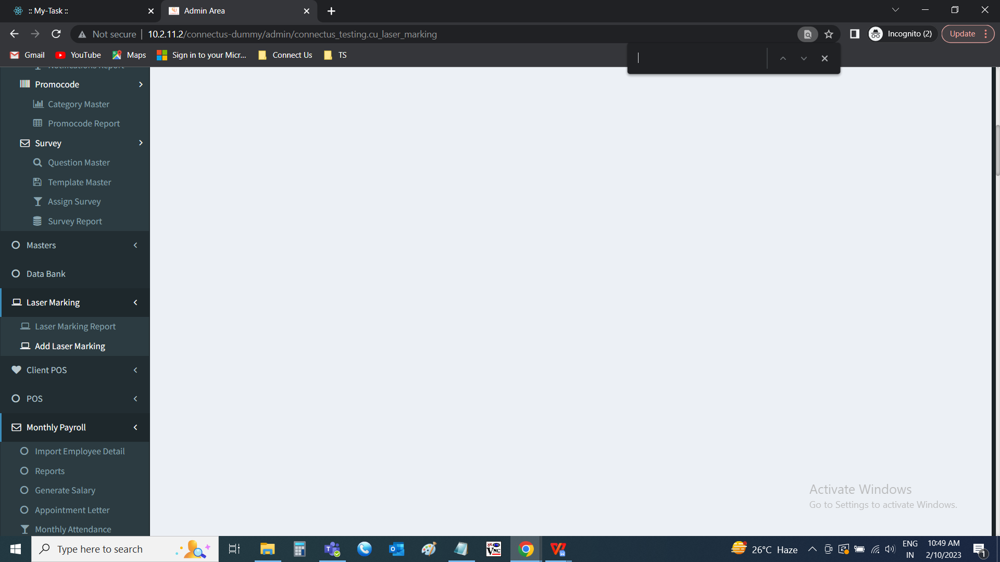 :: My-Task ::
Admin Area
Not secure
10.2.11.2/connectus-dummy/admin/connectus_testing.cu_laser_marking
Incognito (2)
Update
Gmail
YouTube
Maps
Sign in to your Micr...
Connect Us
TS
Notifications Report
Promocode
Category Master
Promocode Report
Survey
Question Master
Template Master
Assign Survey
Survey Report
Masters
Data Bank
Laser Marking
Laser Marking Report
Add Laser Marking
Client POS
POS
Monthly Payroll
Import Employee Detail
Reports
Generate Salary
Appointment Letter
Monthly Attendance
Activate Windows
Go to Settings to activate Windows.
Type here to search
VNC
26°C Haze
ENG
IN
10:49 AM
2/10/2023
1